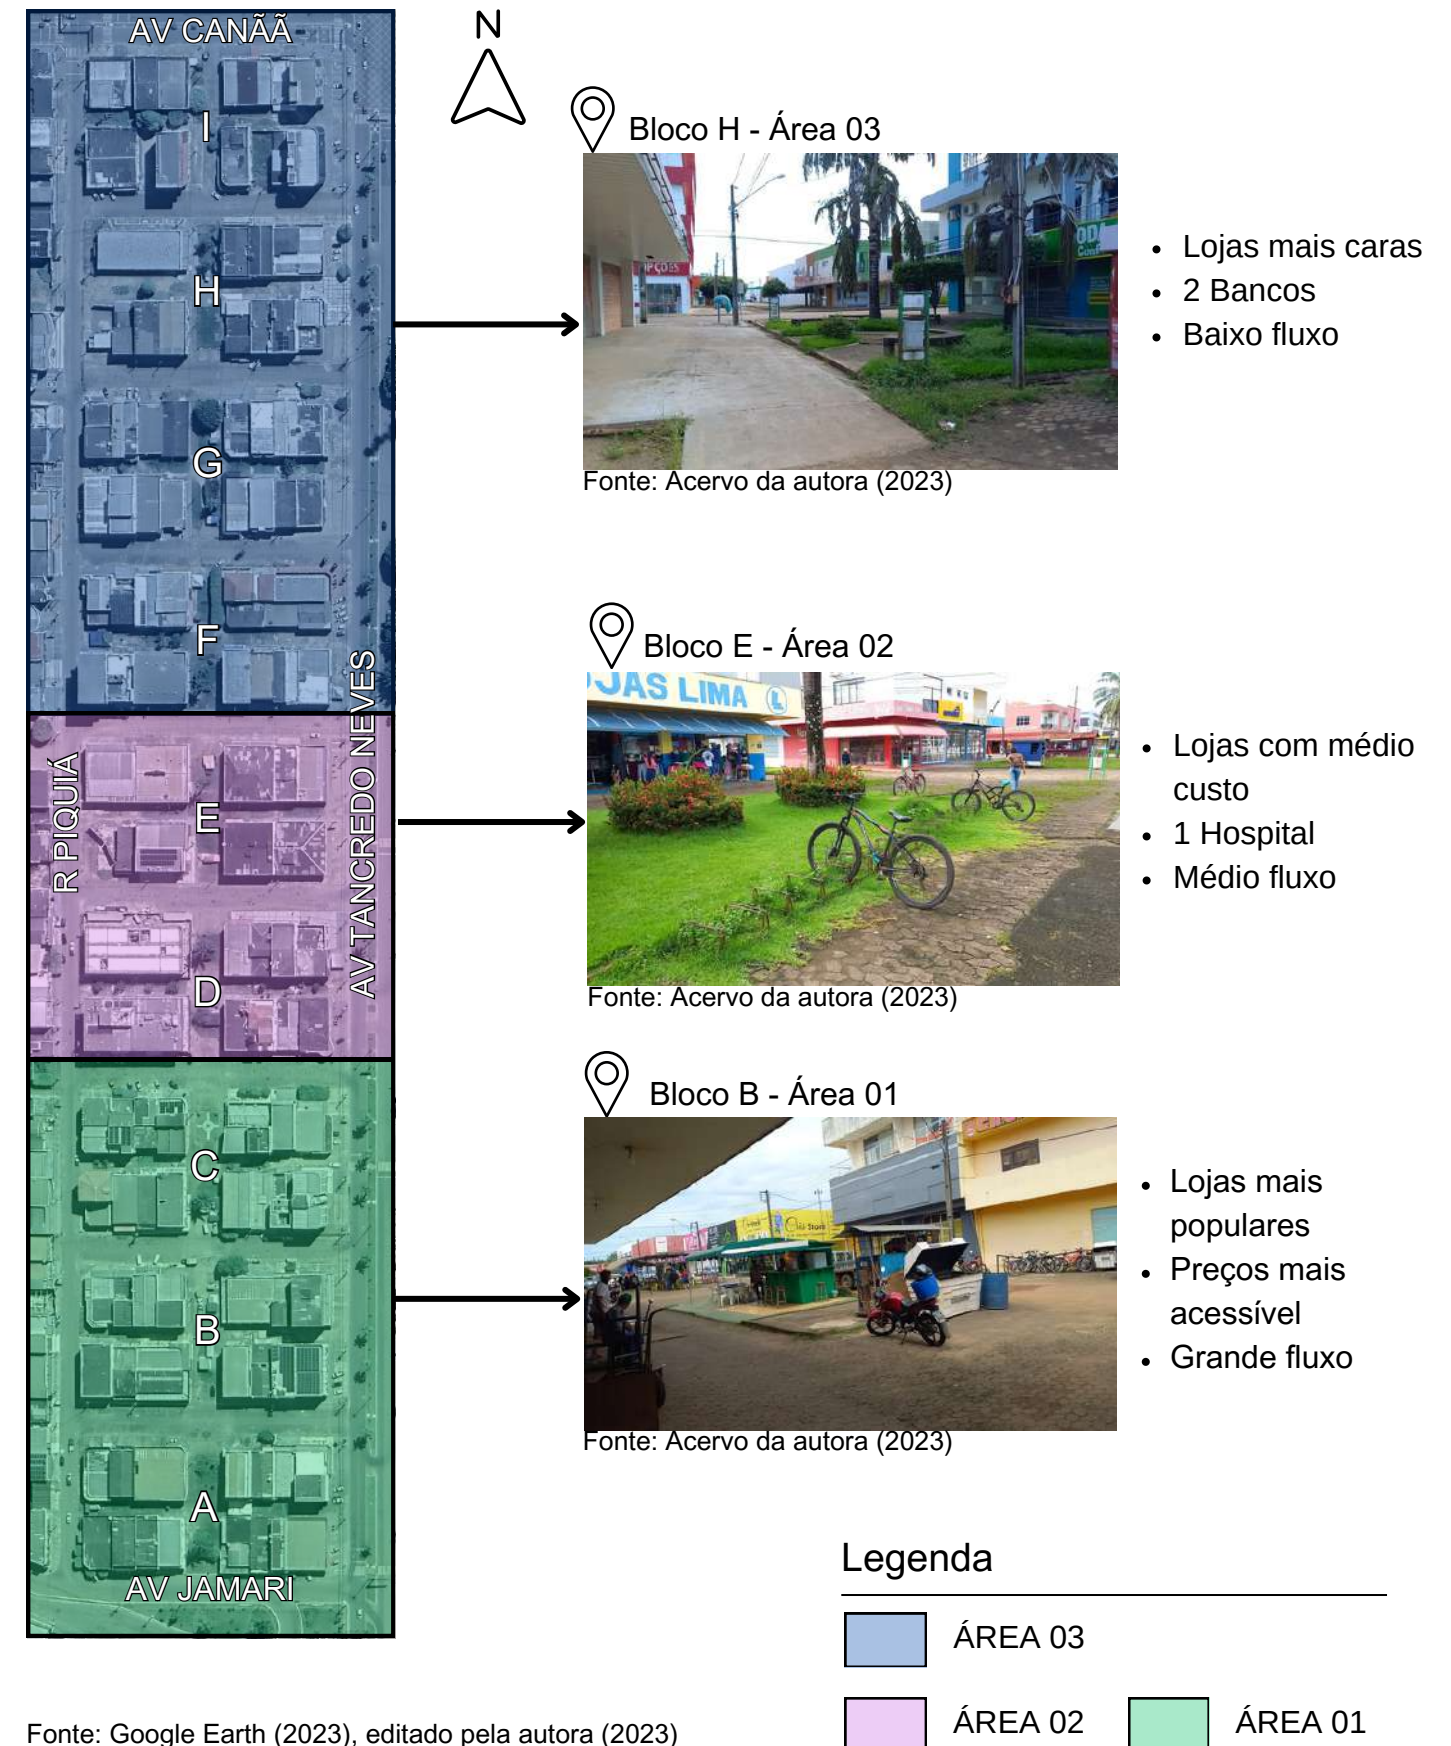 AV CANÃÃ
N
I
H
G
F
AV TANCREDO NEVES
R PIQUIÁ
E
D
C
B
A
AV JAMARI
Bloco H - Área 03
Fonte: Acervo da autora (2023)
• Lojas mais caras
• 2 Bancos
• Baixo fluxo
Bloco E - Área 02
JAS LIMA
Fonte: Acervo da autora (2023)
• Lojas com médio
custo
• 1 Hospital
• Médio fluxo
Bloco B - Área 01
Fonte: Acervo da autora (2023)
• Lojas mais
populares
• Preços mais
acessível
• Grande fluxo
Legenda
ÁREA 03
ÁREA 02
ÁREA 01
Fonte: Google Earth (2023), editado pela autora (2023)